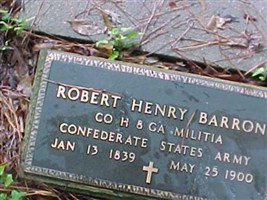 ROBERT HENRY BARRON
CO H 8 GA MILITIA
CONFEDERATE STATES ARMY
JAN 13 1839 MAY 25 1900